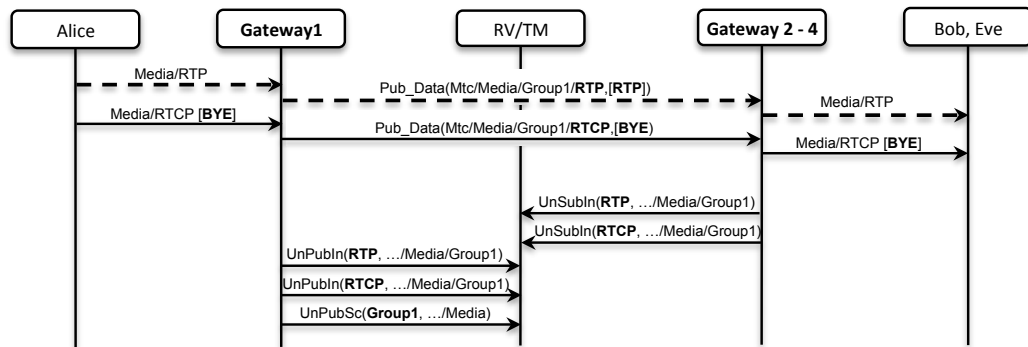 Alice
Gateway1
RV/TM
Gateway 2 - 4
Bob, Eve
Media/RTP
Pub_Data(Mtc/Media/Group1/RTP,[RTP])
Media/RTP
Media/RTCP [BYE]
Pub_Data(Mtc/Media/Group1/RTCP,[BYE)
Media/RTCP [BYE]
UnSubIn(RTP, …/Media/Group1)
UnSubIn(RTCP, …/Media/Group1)
UnPubIn(RTP, …/Media/Group1)
UnPubIn(RTCP, …/Media/Group1)
UnPubSc(Group1, …/Media)